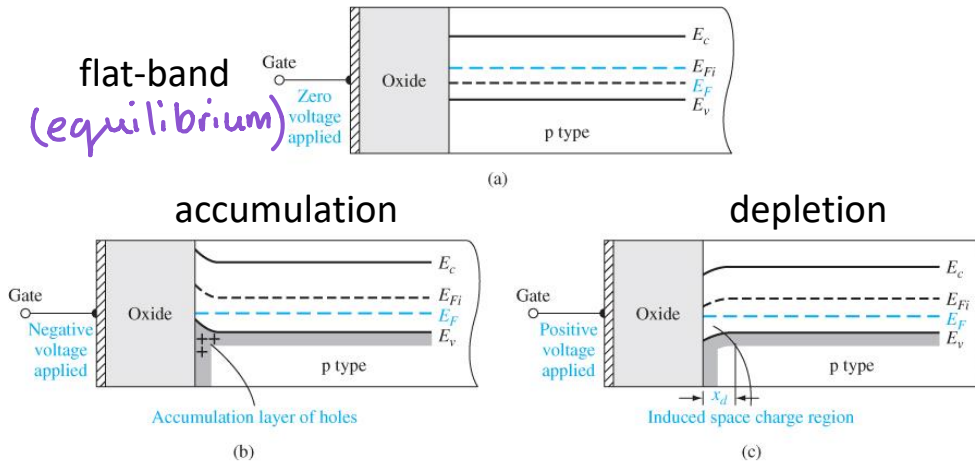 flat-band
(equilibrium)
Gate
Zero
voltage
applied
Oxide
E_c
E_Fi
E_F
E_v
p type
(a)
accumulation
Gate
Negative
voltage
applied
Oxide
++
+
E_c
E_Fi
E_F
E_v
p type
Accumulation layer of holes
(b)
depletion
Gate
Positive
voltage
applied
Oxide
E_c
E_Fi
E_F
E_v
p type
x_d
Induced space charge region
(c)